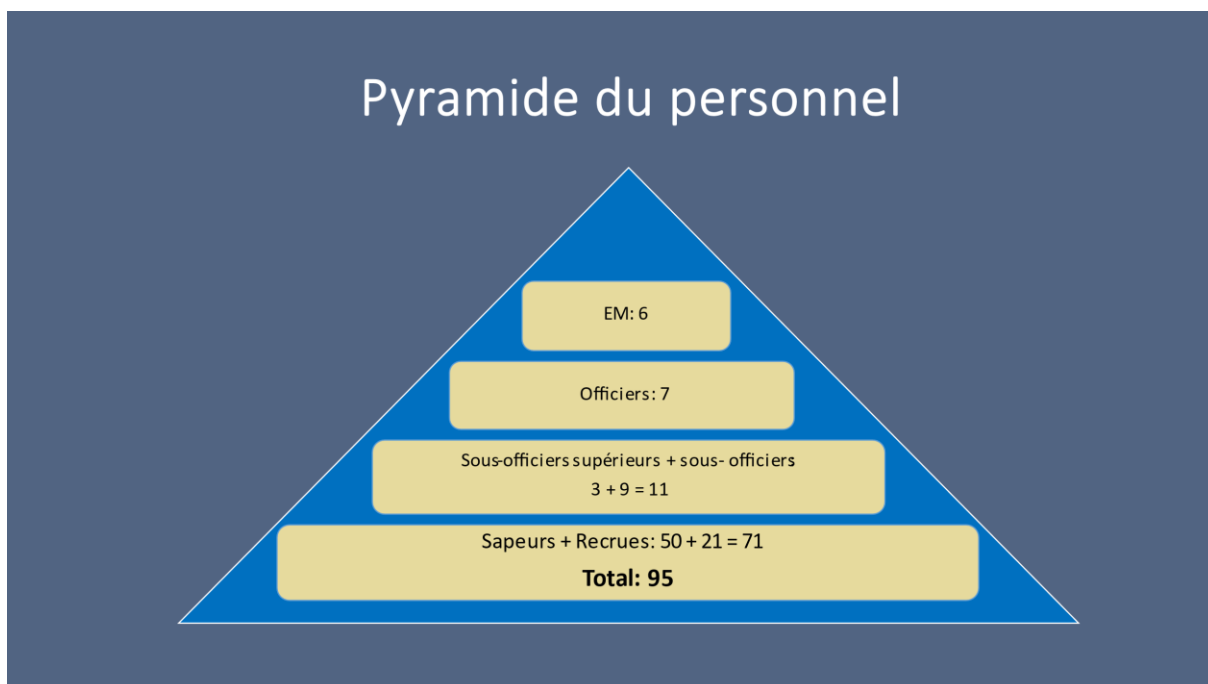 Pyramide du personnel
EM: 6
Officiers: 7
Sous-officiers supérieurs + sous- officiers
3 + 9 = 11
Sapeurs + Recrues: 50 + 21 = 71
Total: 95